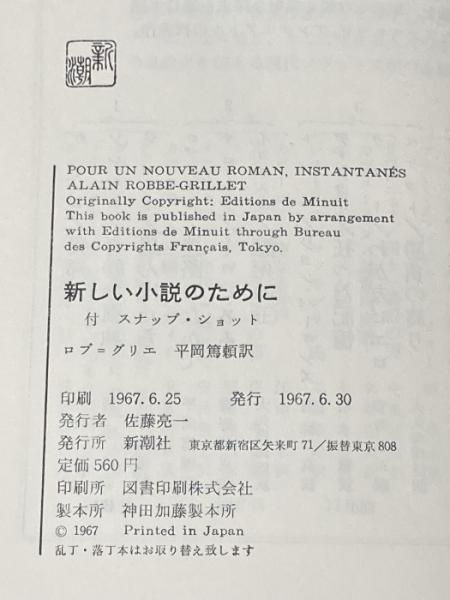 新潮
POUR UN NOUVEAU ROMAN, INSTANTANÉS
ALAIN ROBBE-GRILLET
Originally Copyright: Editions de Minuit
This book is published in Japan by arrangement
with Editions de Minuit through Bureau
des Copyrights Français, Tokyo.
新しい小説のために
付 スナップ・ショット
ロブ＝グリエ 平岡篤頼訳
印刷 1967.6.25 発行 1967.6.30
発行者 佐藤亮一
発行所 新潮社 東京都新宿区矢来町71/振替東京808
定価560円
印刷所 図書印刷株式会社
製本所 神田加藤製本所
© 1967 Printed in Japan
乱丁・落丁本はお取り替え致します